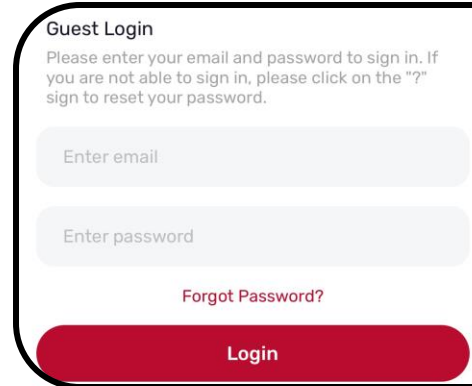 Guest Login
Please enter your email and password to sign in. If
you are not able to sign in, please click on the "?"
sign to reset your password.
Enter email
Enter password
Forgot Password?
Login